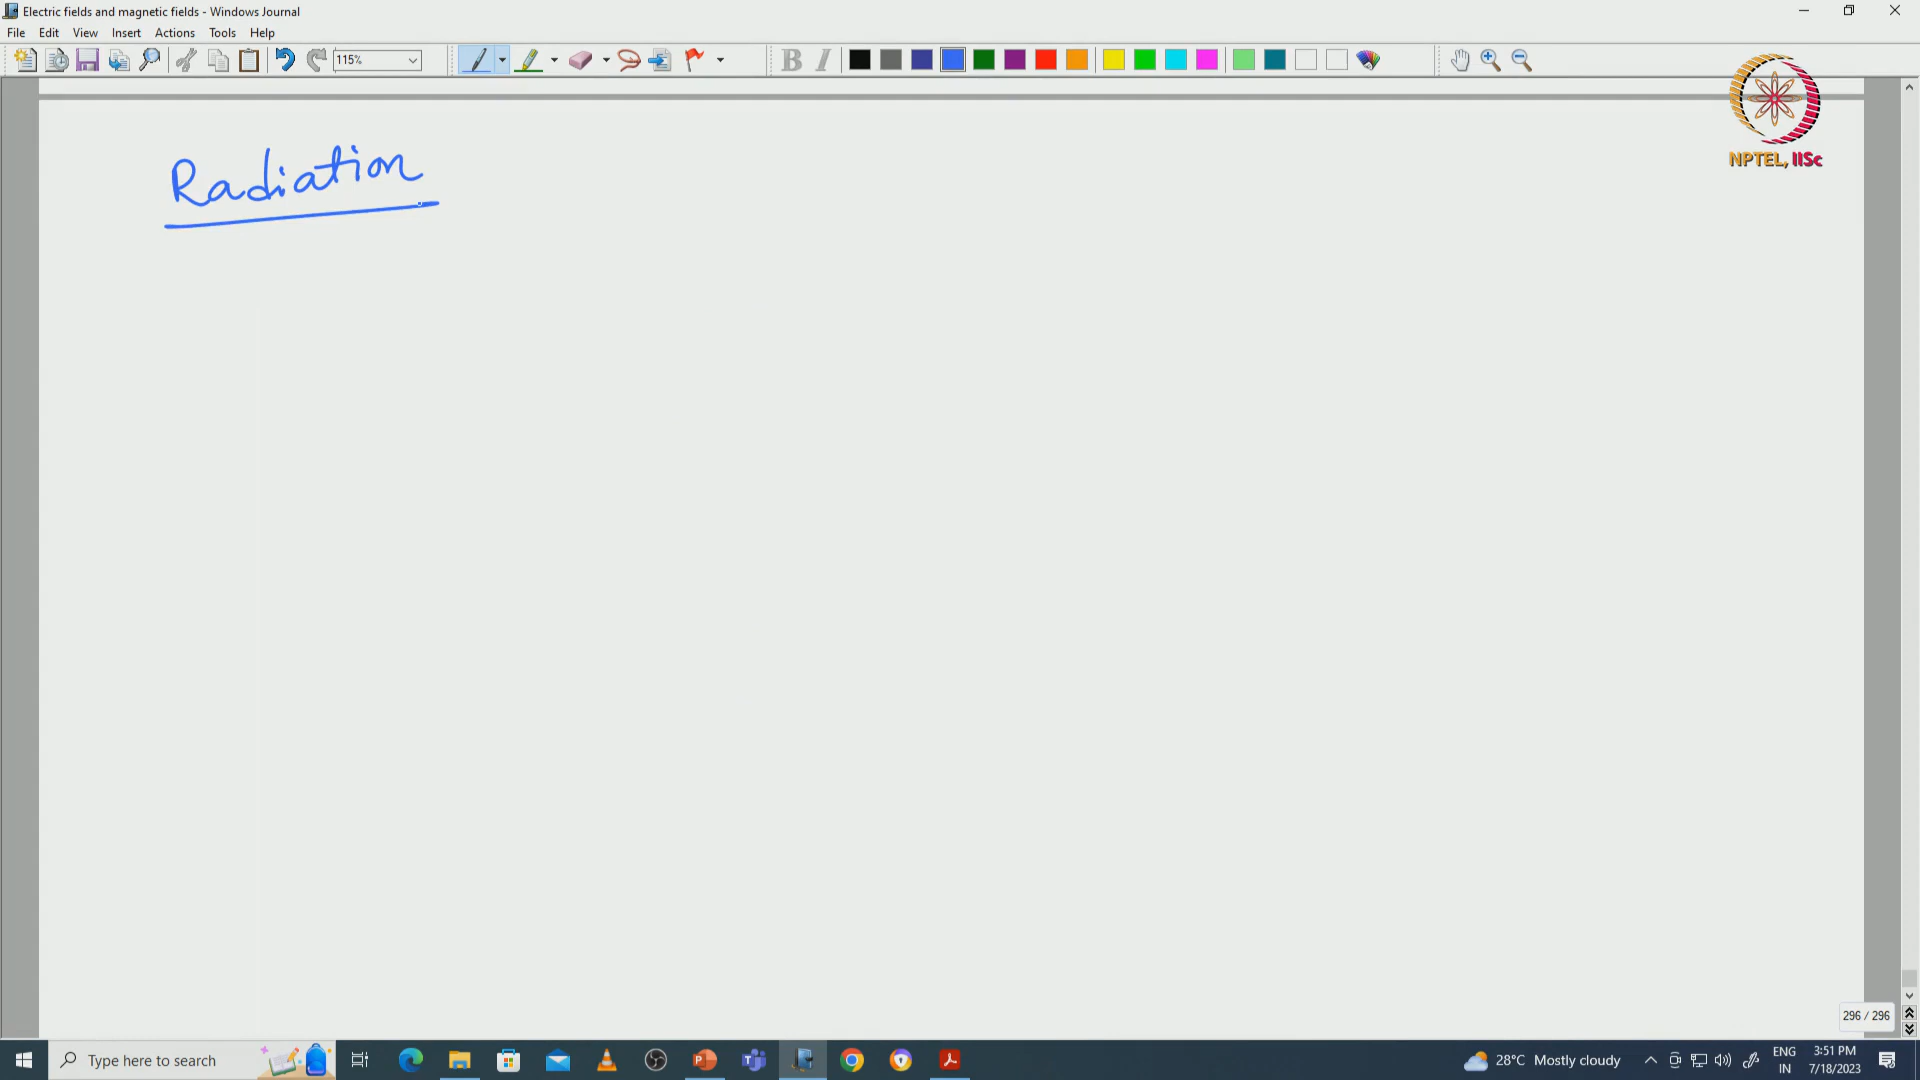 Electric fields and magnetic fields - Windows Journal
File Edit View Insert Actions Tools Help
115%
B I
NPTEL, IISc
Radiation
296 / 296
Type here to search
28°C Mostly cloudy
ENG
IN
3:51 PM
7/18/2023